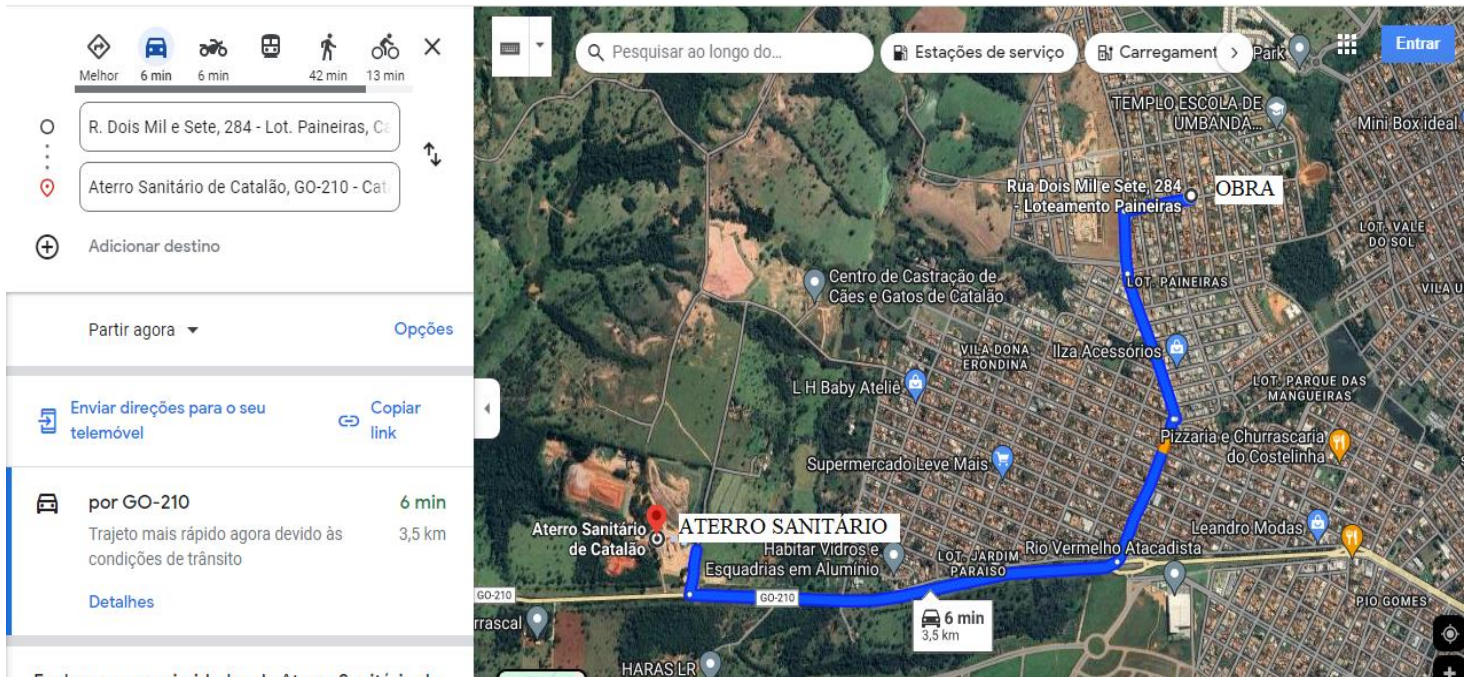 Melhor
6 min
6 min
42 min
13 min
R. Dois Mil e Sete, 284 - Lot. Paineiras,
Aterro Sanitário de Catalão, GO-210 -
Adicionar destino
Partir agora
Opções
Enviar direções para o seu
telemóvel
Copiar
link
por GO-210
6 min
Trajeto mais rápido agora devido às
condições de trânsito
3,5 km
Detalhes
Pesquisar ao longo do...
Estações de serviço
Carregament
Entrar
Park
TEMPLO ESCOLA DE
UMBANDA...
Mini Box ideal
Rua Dois Mil e Sete, 284
- Loteamento Paineiras
OBRA
LOT. VALE
DO SOL
Centro de Castração de
Cães e Gatos de Catalão
LOT. PAINEIRAS
VILA
VILA DONA
ERONDINA
Ilza Acessórios
L H Baby Ateliê
LOT. PARQUE DAS
MANGUEIRAS
Pizzaria e Churrascaria
do Costelinha
Supermercado Leve Mais
Aterro Sanitário
de Catalão
ATERRO SANITÁRIO
Leandro Modas
Habitar Vidros e
Esquadrias em Alumínio
LOT. JARDIM
PARAISO
Rio Vermelho Atacadista
GO-210
GO-210
PIO GOMES
rrascal
6 min
3,5 km
HARAS LR